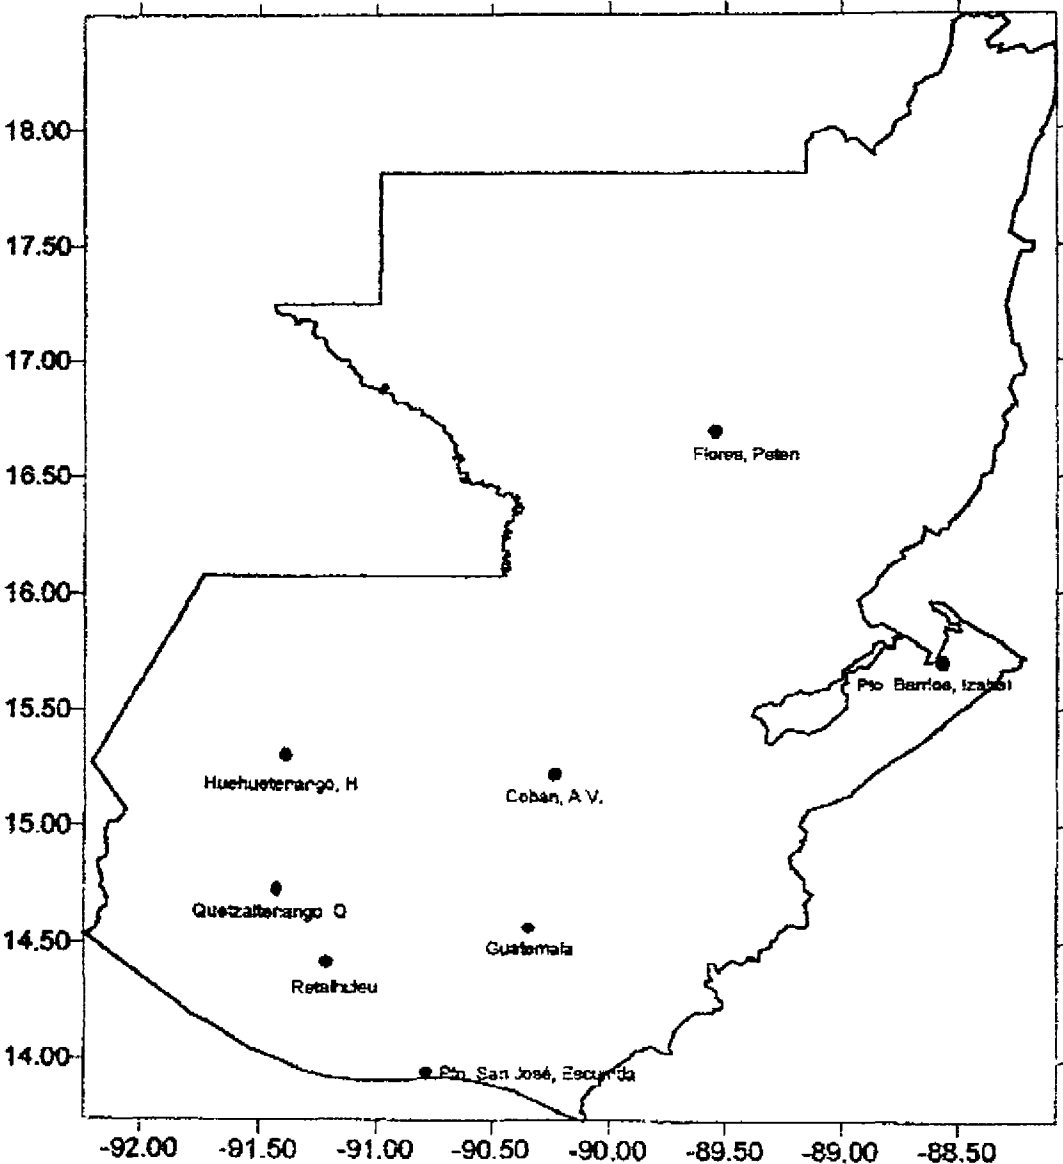 18.00
17.50
17.00
Flores, Peten
16.50
16.00
Pto Barrios, Izabal
15.50
Huehuetenango, H
Coban, A.V.
15.00
Quetzaltenango Q
14.50
Guatemala
Retalhuleu
14.00
Pto. San José, Escuintla
-92.00 -91.50 -91.00 -90.50 -90.00 -89.50 -89.00 -88.50